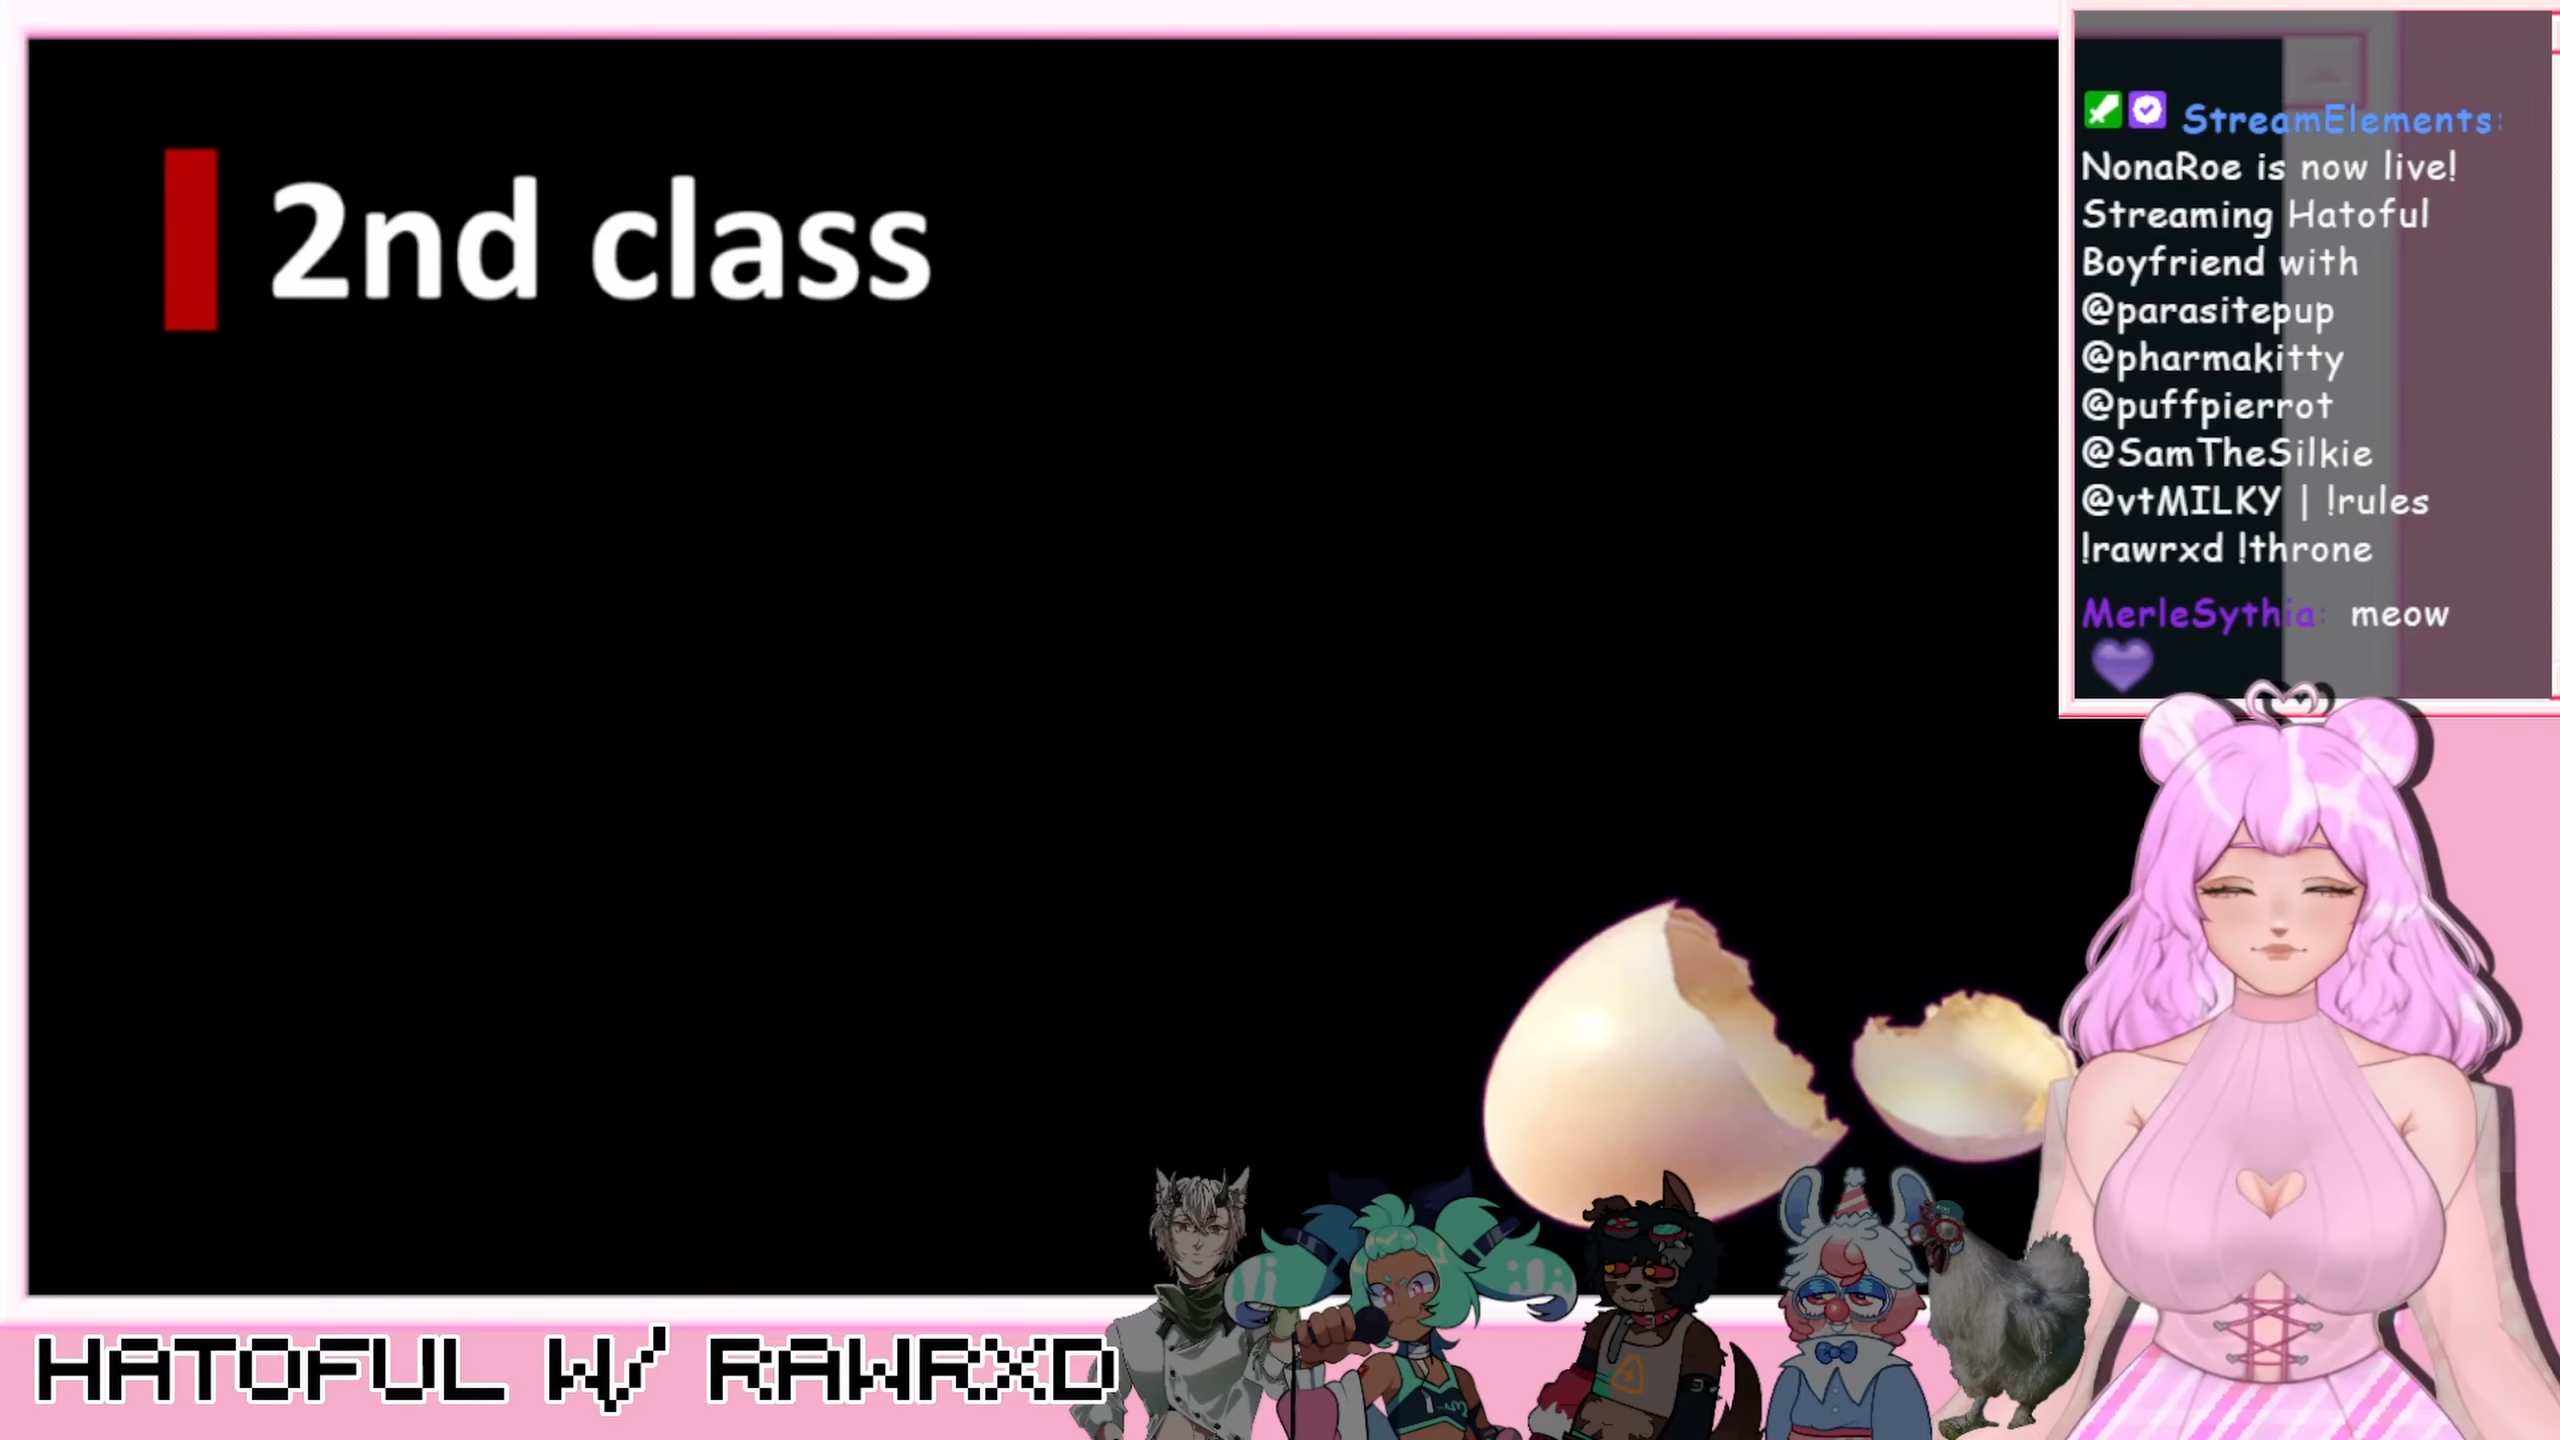 2nd class
StreamElements:
NonaRoe is now live!
Streaming Hatoful
Boyfriend with
@parasitepup
@pharmakitty
@puffpierrot
@SamTheSilkie
@vtMILKY | !rules
!rawrxd !throne
MerleSythia: meow
HATOFUL W/ RAWRXD